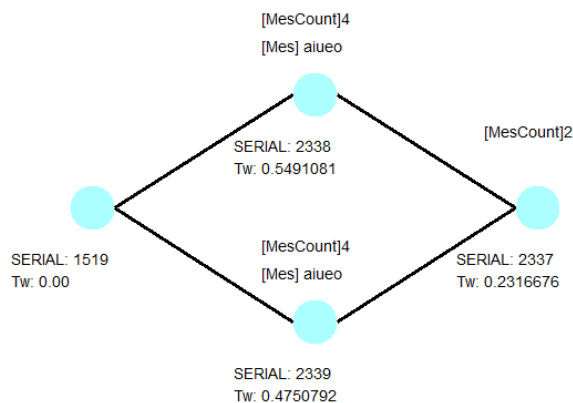 [MesCount]4
[Mes] aiueo
SERIAL: 2338
Tw: 0.5491081
[MesCount]2
SERIAL: 1519
Tw: 0.00
[MesCount]4
[Mes] aiueo
SERIAL: 2337
Tw: 0.2316676
SERIAL: 2339
Tw: 0.4750792